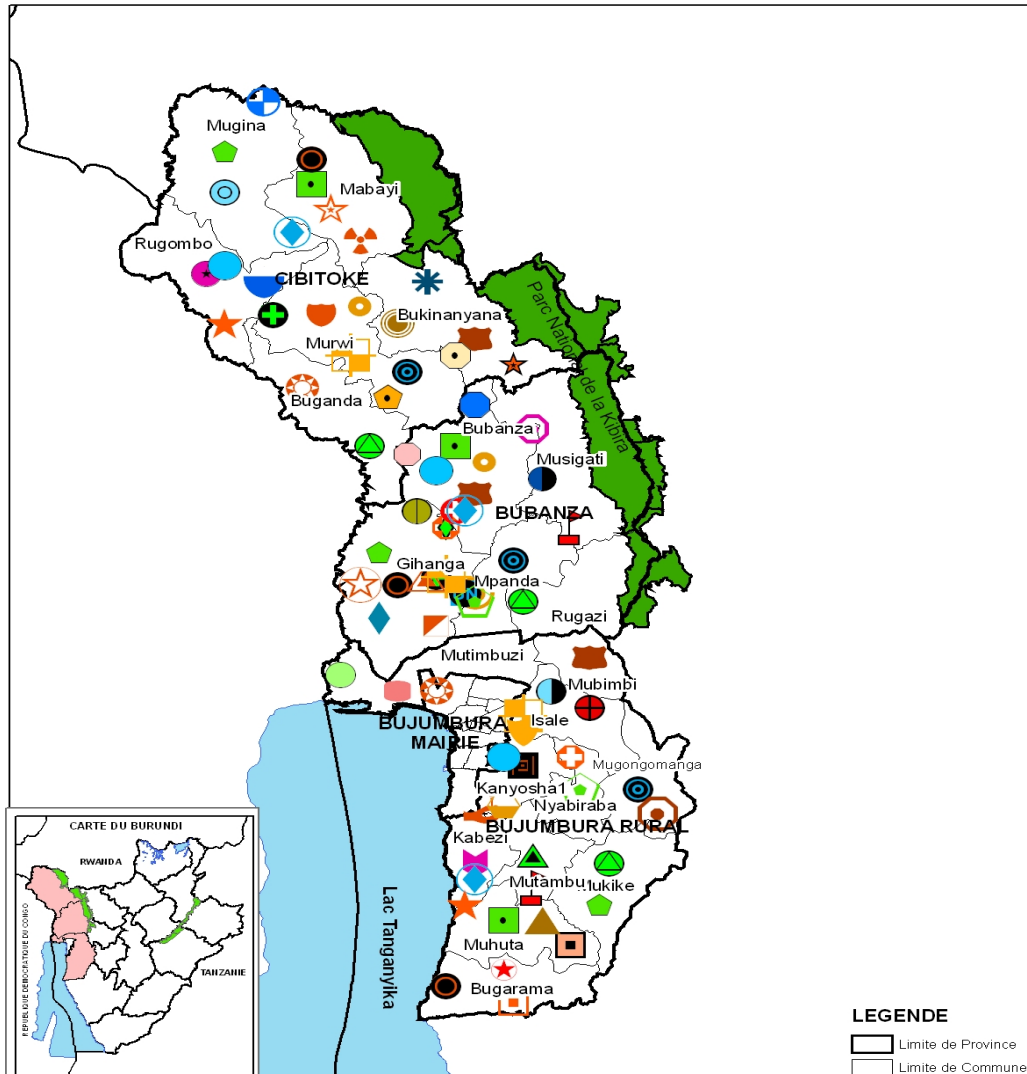 Mugina
Mabayi
Rugombo
CIBITOKE
Bukinanyana
Parc National de la Kibira
Murwi
Buganda
Bubanza
Musigati
BUBANZA
Gihanga
Mpanda
Rugazi
Mutimbuzi
Mubimbi
Isale
BUJUMBURA
MAIRIE
Mugongomanga
Kanyosha1
Nyabiraba
BUJUMBURA RURAL
Kabezi
Mutambu
Mukike
Lac Tanganyika
Muhuta
Bugarama
CARTE DU BURUNDI
RWANDA
REPUBLIQUE DEMOCRATIQUE DU CONGO
TANZANIE
LEGENDE
Limite de Province
Limite de Commune